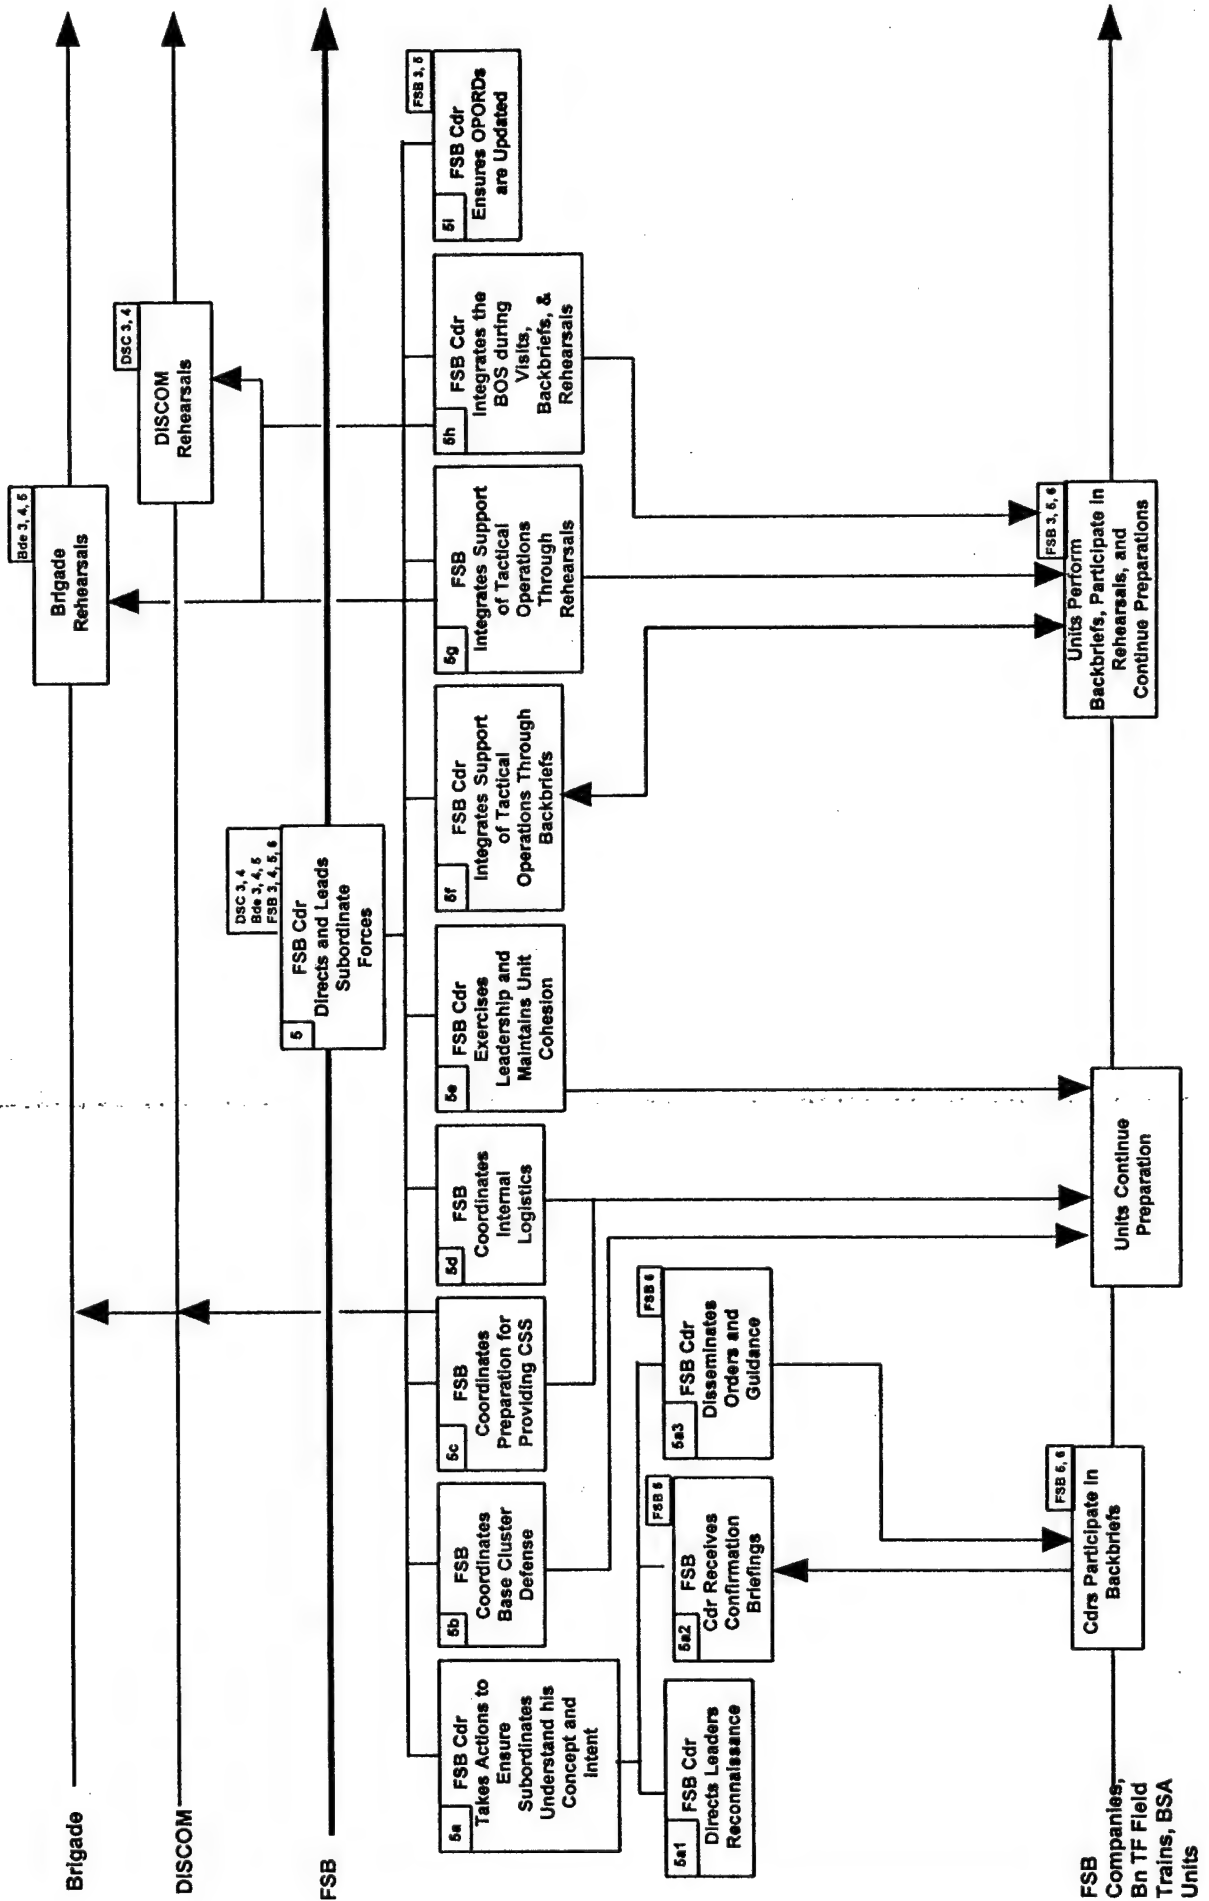 Brigade
Bde 3, 4, 5
Brigade
Rehearsals
DISCOM
DSC 3, 4
DISCOM
Rehearsals
FSB
DSC 3, 4
Bde 3, 4, 5
FSB 3, 4, 5, 6
5
FSB Cdr
Directs and Leads
Subordinate
Forces
5a
FSB Cdr
Takes Actions to
Ensure
Subordinates
Understand his
Concept and
Intent
5b
FSB
Coordinates
Base Cluster
Defense
5c
FSB
Coordinates
Preparation for
Providing CSS
5d
FSB
Coordinates
Internal
Logistics
5e
FSB Cdr
Exercises
Leadership and
Maintains Unit
Cohesion
5f
FSB Cdr
Integrates Support
of Tactical
Operations Through
Backbriefs
5g
FSB
Integrates Support
of Tactical
Operations
Through
Rehearsals
5h
FSB Cdr
Integrates the
BOS during
Visits,
Backbriefs, &
Rehearsals
FSB 3, 5
5i
FSB Cdr
Ensures OPORDs
are Updated
5a1
FSB Cdr
Directs Leaders
Reconnaissance
FSB 5
5a2
FSB
Cdr Receives
Confirmation
Briefings
FSB 6
5a3
FSB Cdr
Disseminates
Orders and
Guidance
FSB
Companies,
Bn TF Field
Trains, BSA
Units
FSB 5, 6
Cdrs Participate in
Backbriefs
Units Continue
Preparation
FSB 3, 5, 6
Units Perform
Backbriefs, Participate in
Rehearsals, and
Continue Preparations